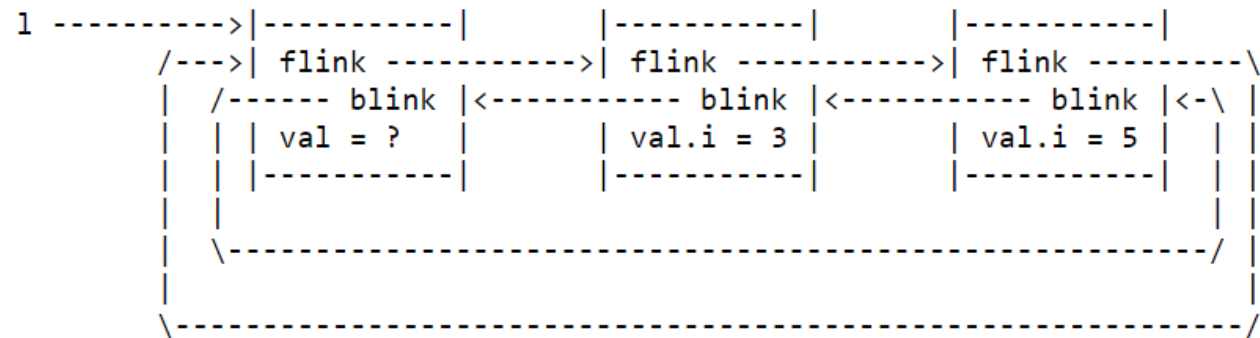 l ---------->|-----------|       |-----------|       |-----------|
        /--->| flink ----------->| flink ----------->| flink ---------\
        |  /------ blink |<----------- blink |<----------- blink |<-\ |
        |  | | val = ?   |       | val.i = 3 |       | val.i = 5 |  | |
        |  | |-----------|       |-----------|       |-----------|  | |
        |  |                                                        | |
        |  \--------------------------------------------------------/ |
        |                                                             |
        \-------------------------------------------------------------/